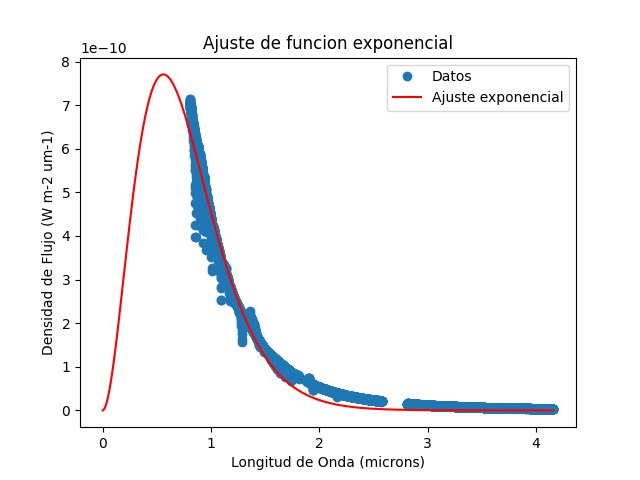 Ajuste de funcion exponencial
1e−10
8
7
6
5
4
3
2
1
0
Densidad de Flujo (W m-2 um-1)
Datos
Ajuste exponencial
0 1 2 3 4
Longitud de Onda (microns)